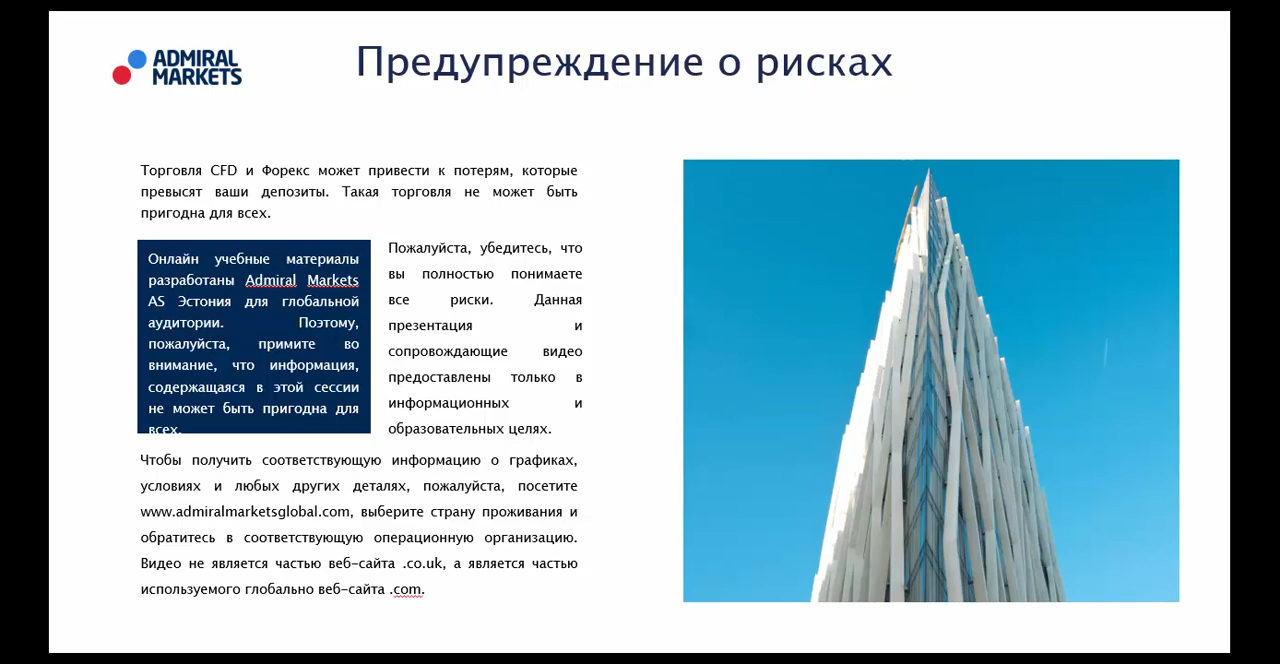 ADMIRAL
MARKETS
Предупреждение о рисках
Торговля CFD и Форекс может привести к потерям, которые
превысят ваши депозиты. Такая торговля не может быть
пригодна для всех.
Онлайн учебные материалы
разработаны Admiral Markets
AS Эстония для глобальной
аудитории. Поэтому,
пожалуйста, примите во
внимание, что информация,
содержащаяся в этой сессии
не может быть пригодна для
всех.
Пожалуйста, убедитесь, что
вы полностью понимаете
все риски. Данная
презентация и
сопровождающие видео
предоставлены только в
информационных и
образовательных целях.
Чтобы получить соответствующую информацию о графиках,
условиях и любых других деталях, пожалуйста, посетите
www.admiralmarketsglobal.com, выберите страну проживания и
обратитесь в соответствующую операционную организацию.
Видео не является частью веб-сайта .co.uk, а является частью
используемого глобально веб-сайта .com.